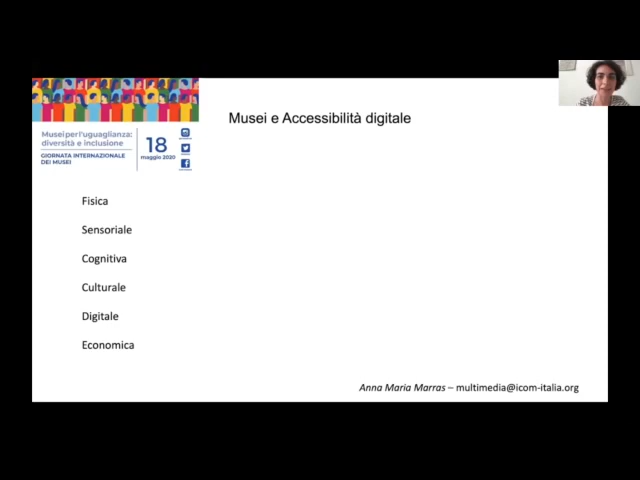 Musei per l'uguaglianza:
diversità e inclusione
GIORNATA INTERNAZIONALE
DEI MUSEI
18
maggio 2020
Musei e Accessibilità digitale
Fisica
Sensoriale
Cognitiva
Culturale
Digitale
Economica
Anna Maria Marras – multimedia@icom-italia.org